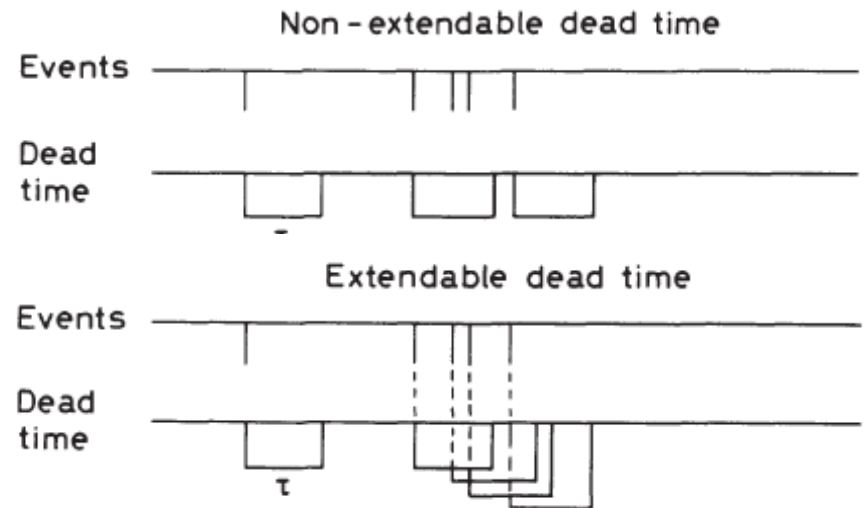 Non-extendable dead time
Events
Dead
time
Extendable dead time
Events
Dead
time
τ